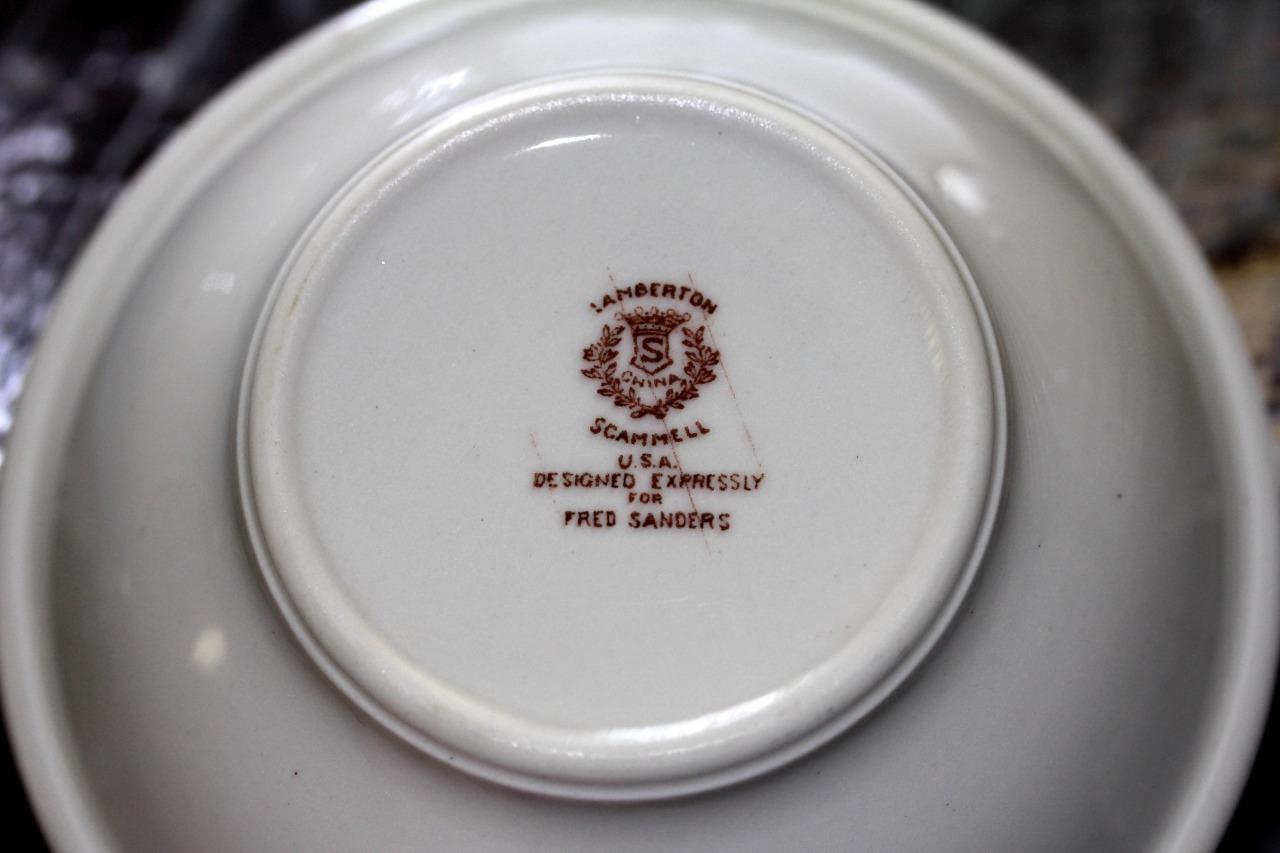 LAMBERTON
S
CHINA
SCAMMELL
U.S.A.
DESIGNED EXPRESSLY
FOR
FRED SANDERS